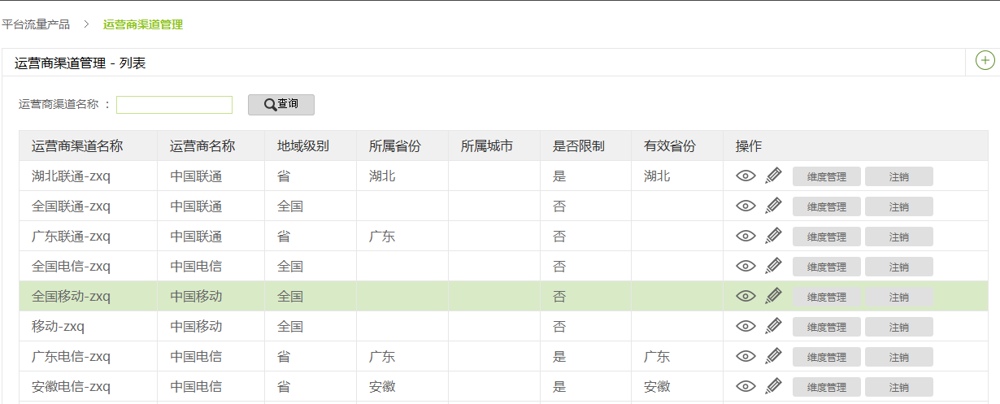 平台流量产品 > 运营商渠道管理
运营商渠道管理 - 列表
运营商渠道名称 : 查询
运营商渠道名称 运营商名称 地域级别 所属省份 所属城市 是否限制 有效省份 操作
湖北联通-zxq 中国联通 省 湖北 是 湖北 维度管理 注销
全国联通-zxq 中国联通 全国 否 维度管理 注销
广东联通-zxq 中国联通 省 广东 否 维度管理 注销
全国电信-zxq 中国电信 全国 否 维度管理 注销
全国移动-zxq 中国移动 全国 否 维度管理 注销
移动-zxq 中国移动 全国 否 维度管理 注销
广东电信-zxq 中国电信 省 广东 是 广东 维度管理 注销
安徽电信-zxq 中国电信 省 安徽 是 安徽 维度管理 注销